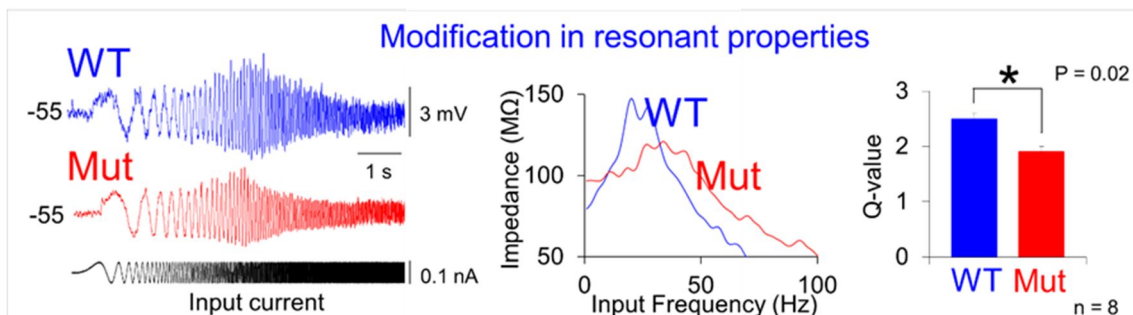 Modification in resonant properties
WT
-55
3 mV
Mut
1 s
-55
0.1 nA
Input current
150
100
50
Impedance (MΩ)
WT
Mut
0
50
100
Input Frequency (Hz)
*
P = 0.02
3
2
1
0
Q-value
WT
Mut
n = 8